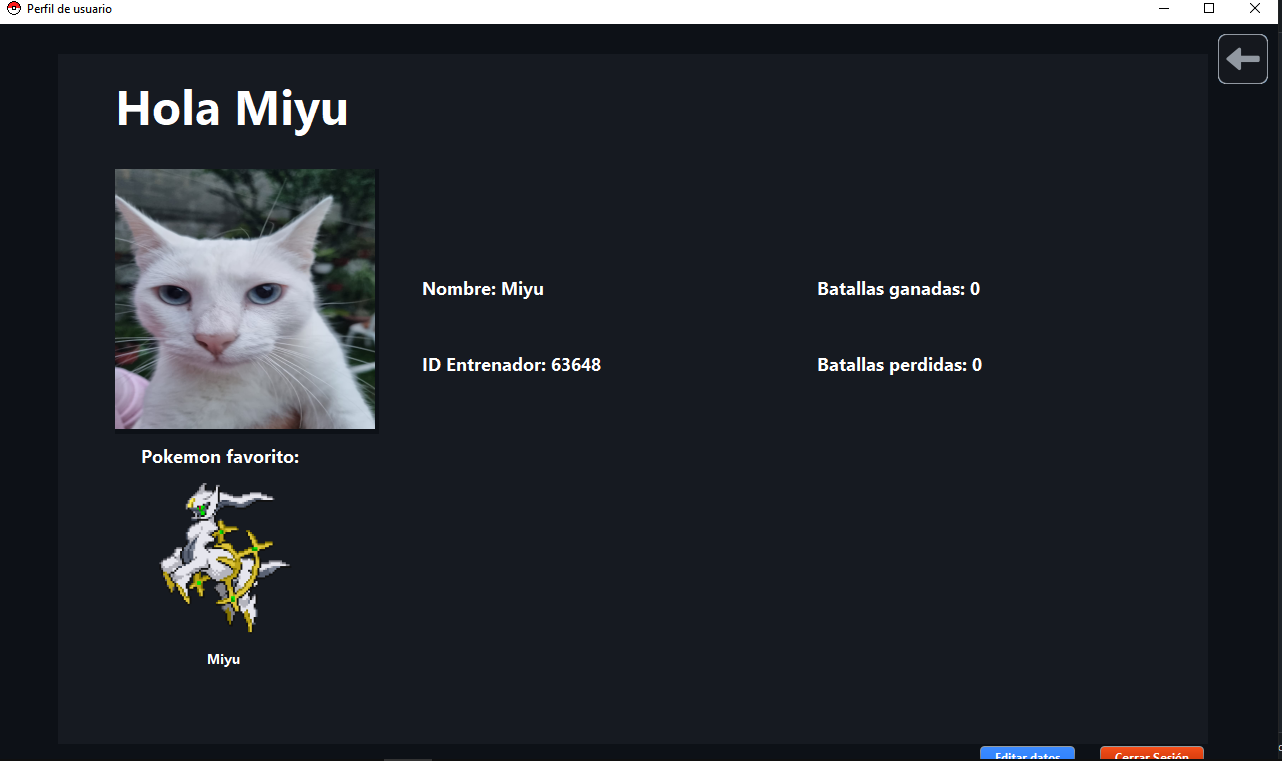 Perfil de usuario
Hola Miyu
Nombre: Miyu
Batallas ganadas: 0
ID Entrenador: 63648
Batallas perdidas: 0
Pokemon favorito:
Miyu
Editar datos
Cerrar Sesión